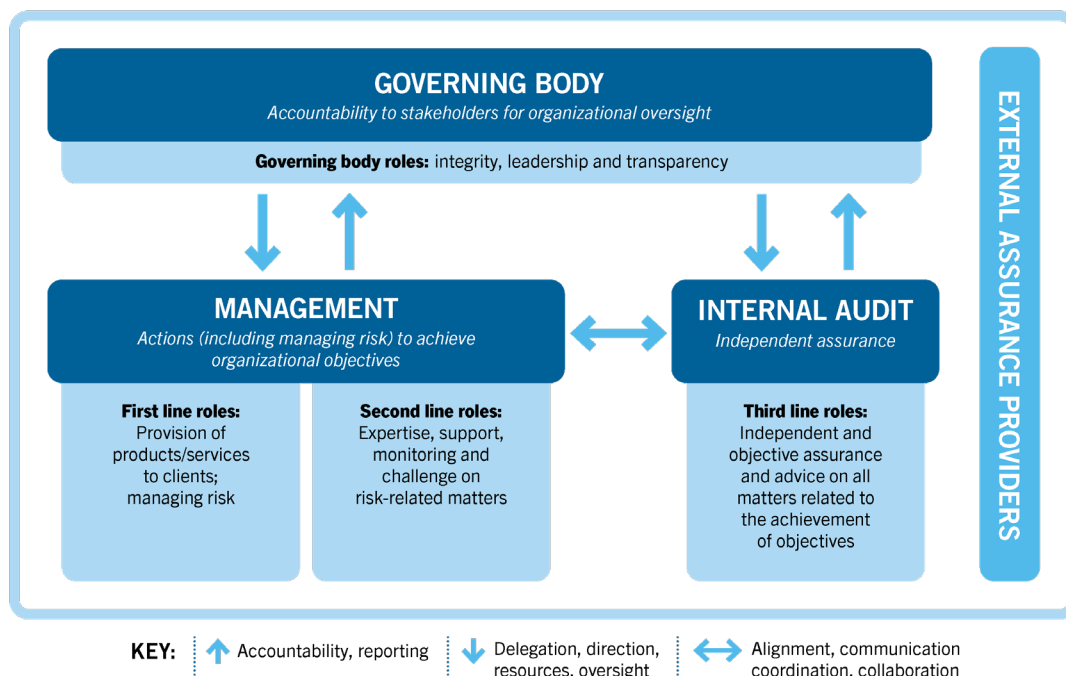 GOVERNING BODY
Accountability to stakeholders for organizational oversight
Governing body roles: integrity, leadership and transparency
MANAGEMENT
Actions (including managing risk) to achieve
organizational objectives
First line roles:
Provision of
products/services
to clients;
managing risk
Second line roles:
Expertise, support,
monitoring and
challenge on
risk-related matters
INTERNAL AUDIT
Independent assurance
Third line roles:
Independent and
objective assurance
and advice on all
matters related to
the achievement
of objectives
EXTERNAL ASSURANCE PROVIDERS
KEY:
Accountability, reporting
Delegation, direction,
resources, oversight
Alignment, communication
coordination, collaboration